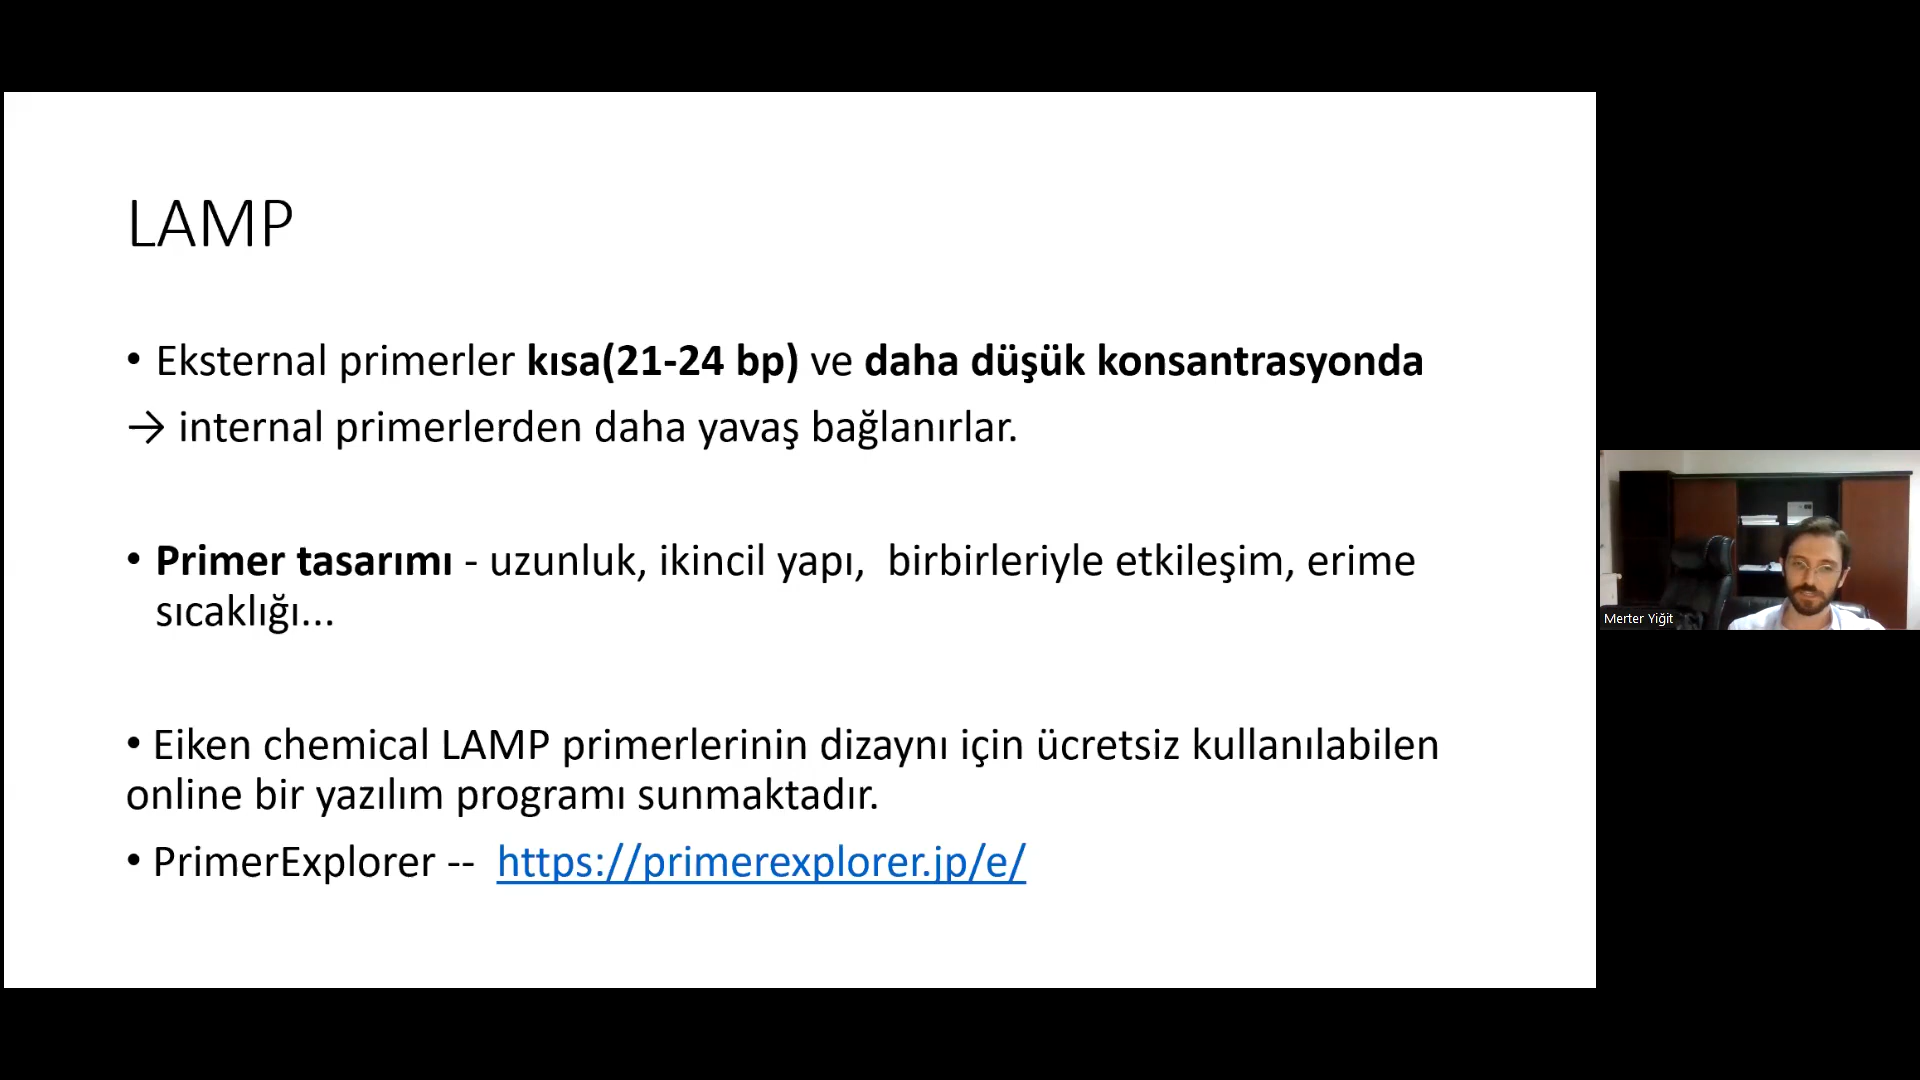 LAMP
• Eksternal primerler kısa(21-24 bp) ve daha düşük konsantrasyonda
→ internal primerlerden daha yavaş bağlanırlar.
• Primer tasarımı - uzunluk, ikincil yapı,  birbirleriyle etkileşim, erime
sıcaklığı...
• Eiken chemical LAMP primerlerinin dizaynı için ücretsiz kullanılabilen
online bir yazılım programı sunmaktadır.
• PrimerExplorer --  https://primerexplorer.jp/e/
Merter Yiğit